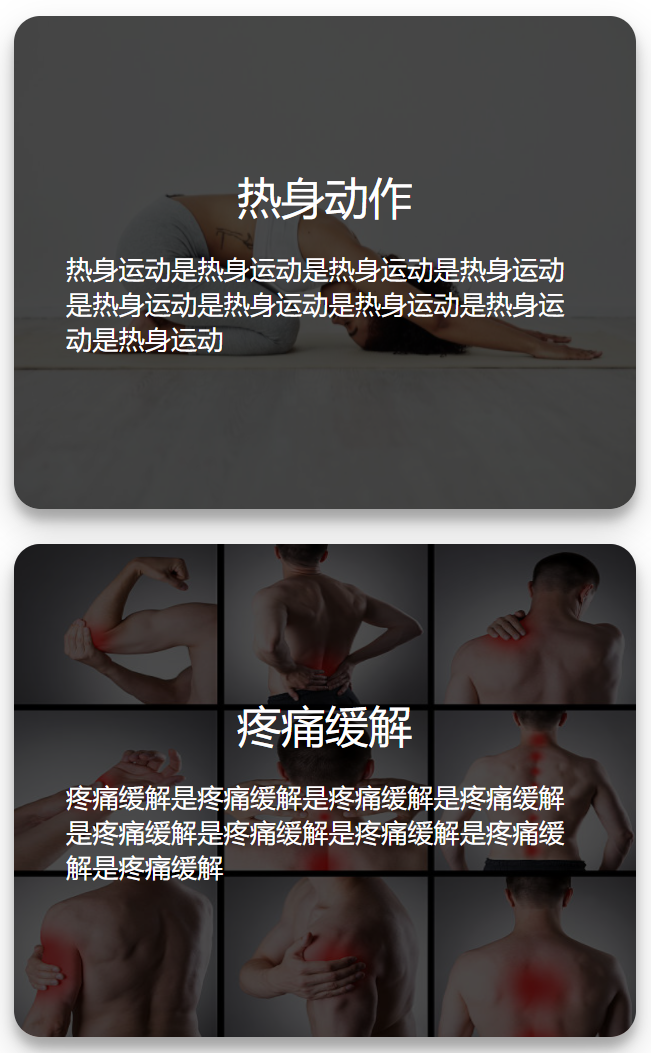 热身动作
热身运动是热身运动是热身运动是热身运动
是热身运动是热身运动是热身运动是热身运
动是热身运动
疼痛缓解
疼痛缓解是疼痛缓解是疼痛缓解是疼痛缓解
是疼痛缓解是疼痛缓解是疼痛缓解是疼痛缓
解是疼痛缓解